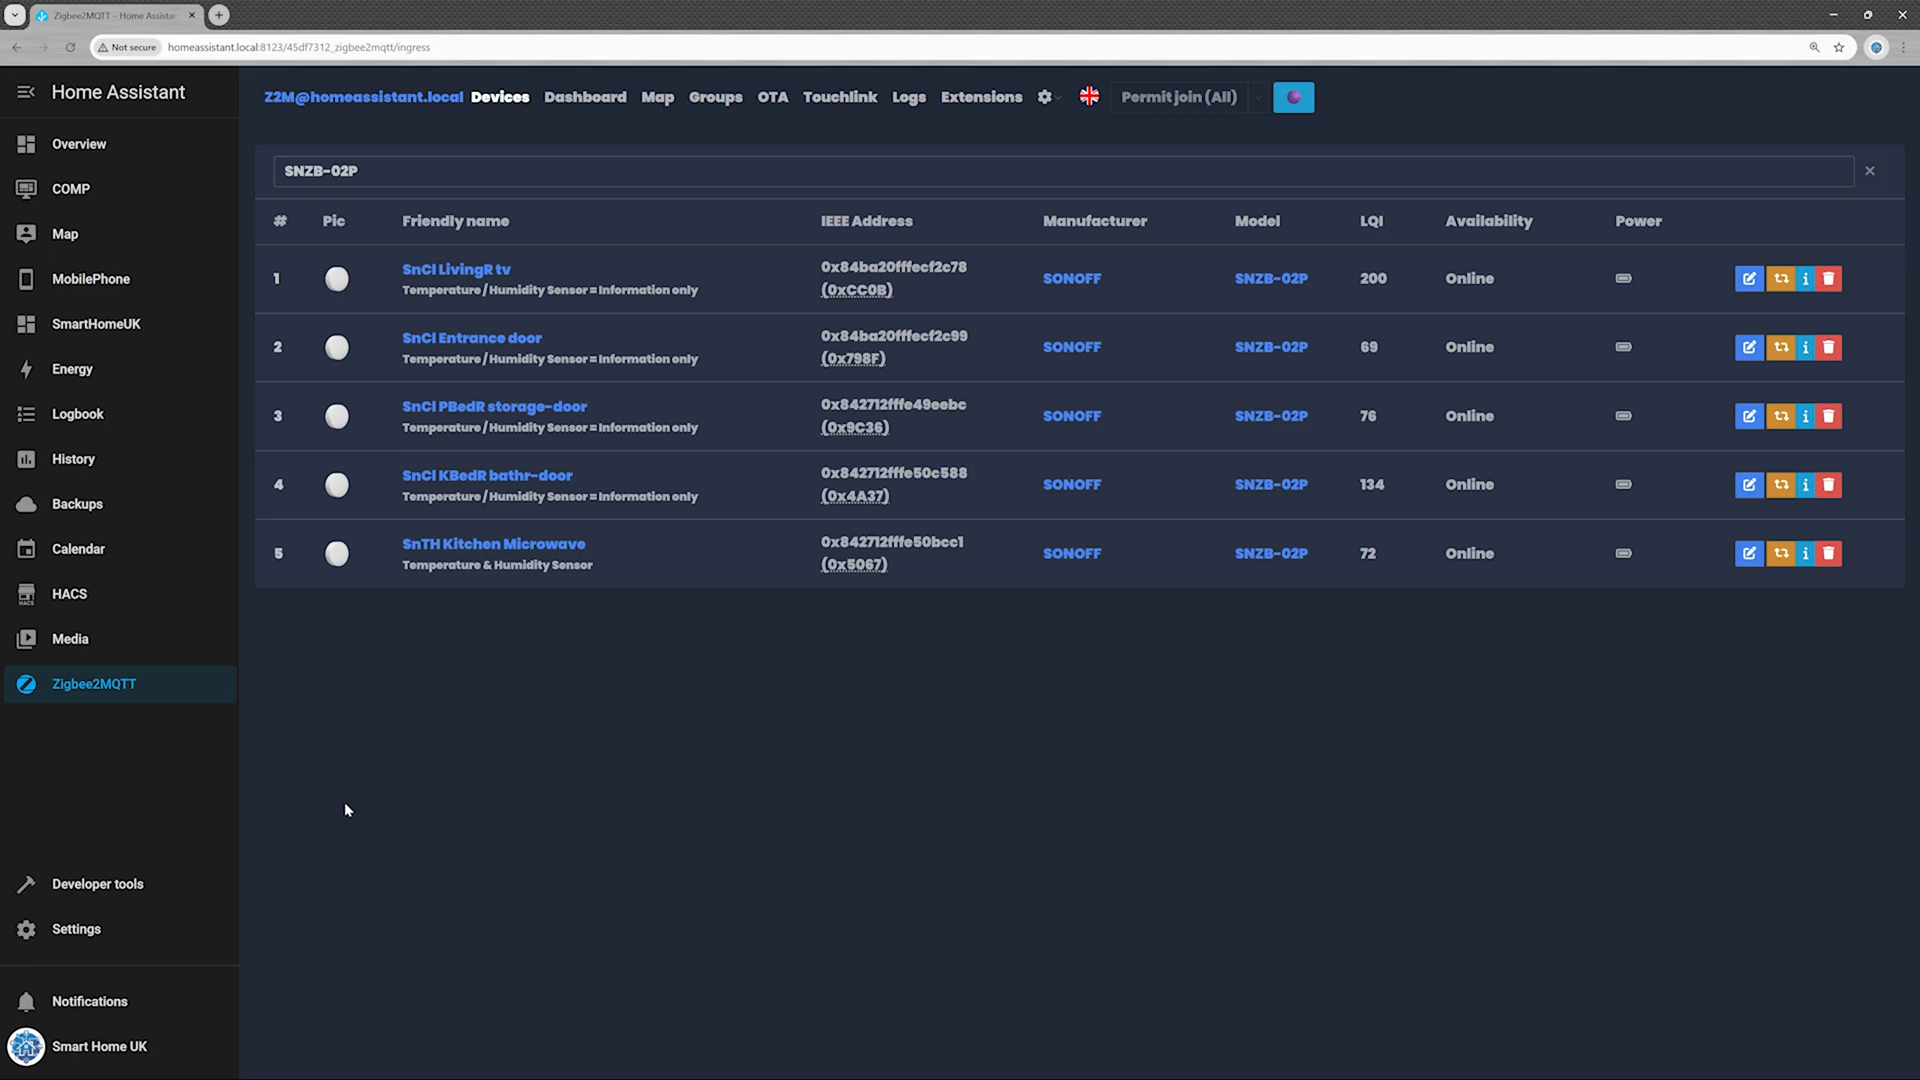 Zigbee2MQTT – Home Assistan
Not secure
homeassistant.local:8123/45df7312_zigbee2mqtt/ingress
Home Assistant
Overview
COMP
Map
MobilePhone
SmartHomeUK
Energy
Logbook
History
Backups
Calendar
HACS
HACS
Media
Zigbee2MQTT
Developer tools
Settings
Notifications
Smart Home UK
Z2M@homeassistant.local Devices Dashboard Map Groups OTA Touchlink Logs Extensions Permit join (All)
SNZB-02P
# Pic Friendly name IEEE Address Manufacturer Model LQI Availability Power
1 SnCl LivingR tv 0x84ba20fffecf2c78 SONOFF SNZB-02P 200 Online
Temperature / Humidity Sensor = Information only (0xCC0B)
2 SnCl Entrance door 0x84ba20fffecf2c99 SONOFF SNZB-02P 69 Online
Temperature / Humidity Sensor = Information only (0x798F)
3 SnCl PBedR storage-door 0x842712fffe49eebc SONOFF SNZB-02P 76 Online
Temperature / Humidity Sensor = Information only (0x9C36)
4 SnCl KBedR bathr-door 0x842712fffe50c588 SONOFF SNZB-02P 134 Online
Temperature / Humidity Sensor = Information only (0x4A37)
5 SnTH Kitchen Microwave 0x842712fffe50bcc1 SONOFF SNZB-02P 72 Online
Temperature & Humidity Sensor (0x5067)